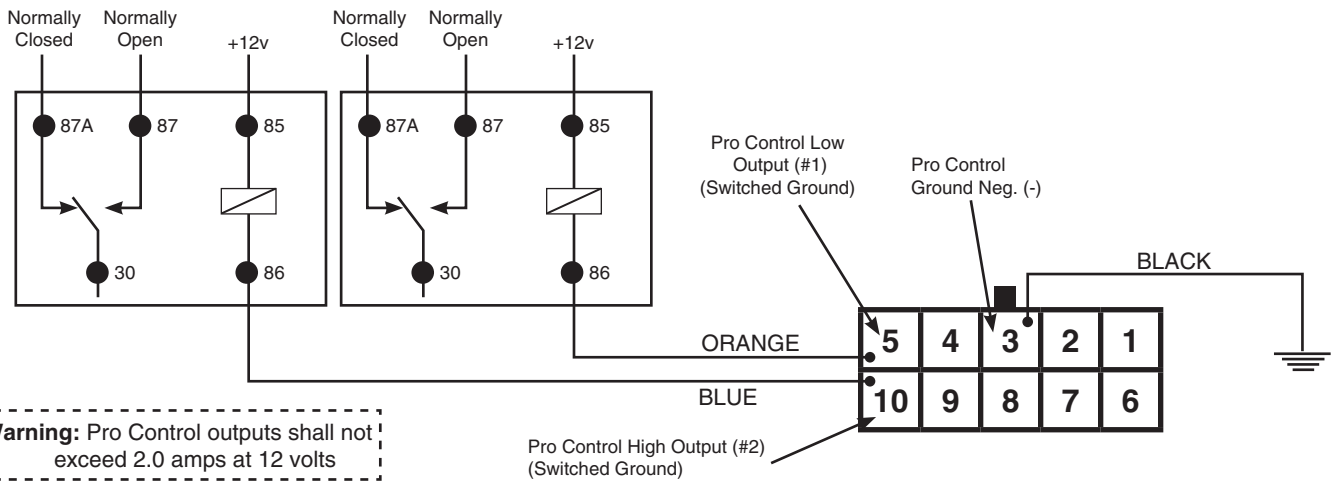 Normally
Closed
Normally
Open
+12v
Normally
Closed
Normally
Open
+12v
87A
87
85
87A
87
85
30
86
30
86
Pro Control Low
Output (#1)
(Switched Ground)
Pro Control
Ground Neg. (-)
BLACK
ORANGE
BLUE
5 4 3 2 1
10 9 8 7 6
arning: Pro Control outputs shall not
exceed 2.0 amps at 12 volts
Pro Control High Output (#2)
(Switched Ground)